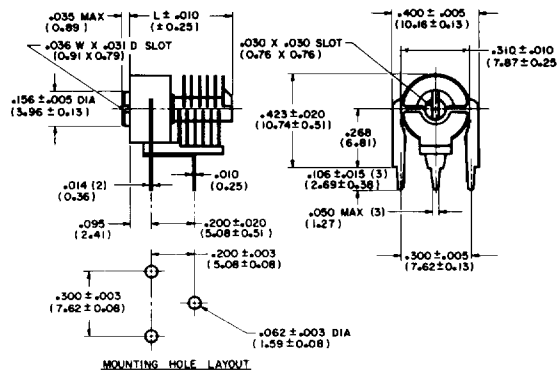 .035 MAX
(0.89)
L ± .010
(± 0.25)
.036 W X .031 D SLOT
(0.91 X 0.79)
.156 ± .005 DIA
(3.96 ± 0.13)
.014 (2)
(0.36)
.010
(0.25)
.095
(2.41)
.200 ± .020
(5.08 ± 0.51)
.400 ± .005
(10.16 ± 0.13)
.030 X .030 SLOT
(0.76 X 0.76)
.310 ± .010
(7.87 ± 0.25
.423 ± .020
(10.74 ± 0.51)
.268
(6.81)
.106 ± .015 (3)
(2.69 ± 0.38)
.050 MAX (3)
(1.27)
.300 ± .005
(7.62 ± 0.13)
.200 ± .003
(5.08 ± 0.08)
.300 ± .003
(7.62 ± 0.08)
.062 ± .003 DIA
(1.59 ± 0.08)
MOUNTING HOLE LAYOUT